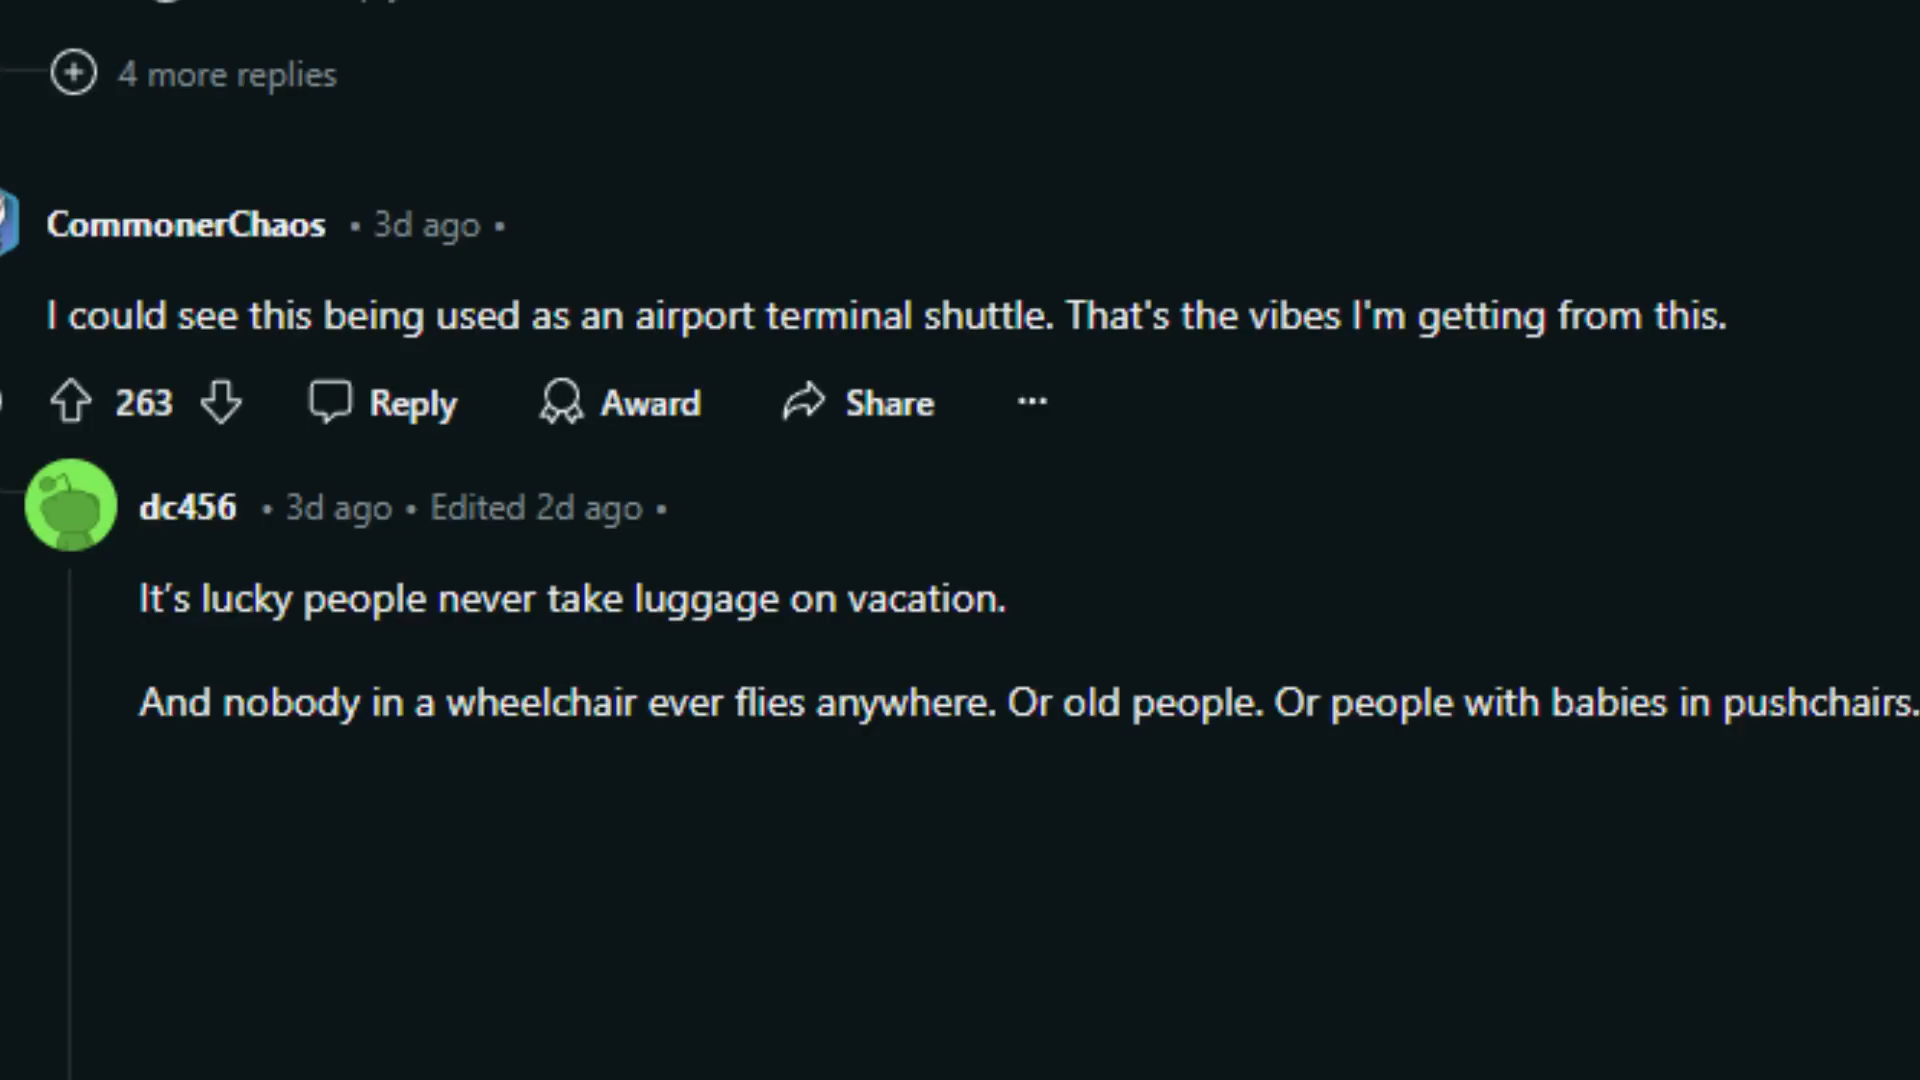 4 more replies
CommonerChaos • 3d ago •
I could see this being used as an airport terminal shuttle. That's the vibes I'm getting from this.
263 Reply Award Share ...
dc456 • 3d ago • Edited 2d ago •
It’s lucky people never take luggage on vacation.
And nobody in a wheelchair ever flies anywhere. Or old people. Or people with babies in pushchairs.